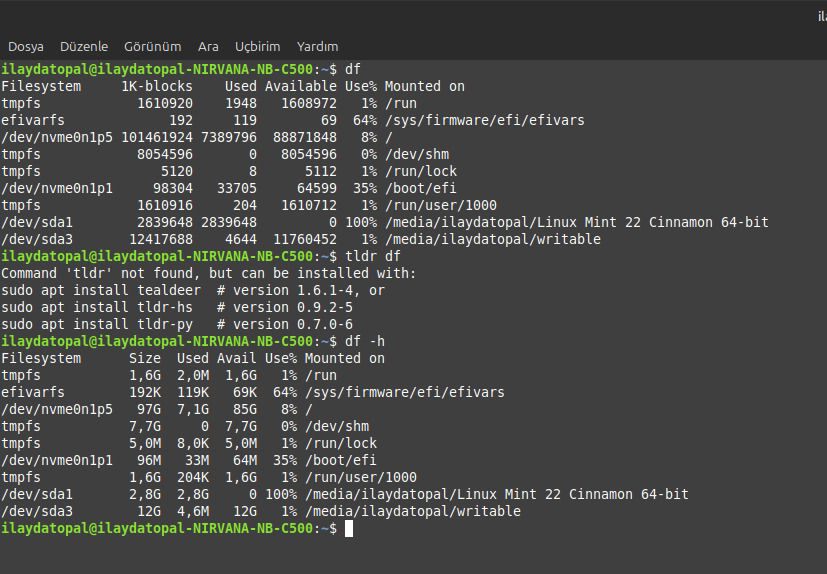 ila
Dosya Düzenle Görünüm Ara Uçbirim Yardım
ilaydatopal@ilaydatopal-NIRVANA-NB-C500:~$ df
Filesystem     1K-blocks    Used Available Use% Mounted on
tmpfs            1610920    1948   1608972   1% /run
efivarfs             192     119        69  64% /sys/firmware/efi/efivars
/dev/nvme0n1p5 101461924 7389796  88871848   8% /
tmpfs            8054596       0   8054596   0% /dev/shm
tmpfs               5120       8      5112   1% /run/lock
/dev/nvme0n1p1     98304   33705     64599  35% /boot/efi
tmpfs            1610916     204   1610712   1% /run/user/1000
/dev/sda1        2839648 2839648         0 100% /media/ilaydatopal/Linux Mint 22 Cinnamon 64-bit
/dev/sda3       12417688    4644  11760452   1% /media/ilaydatopal/writable
ilaydatopal@ilaydatopal-NIRVANA-NB-C500:~$ tldr df
Command 'tldr' not found, but can be installed with:
sudo apt install tealdeer  # version 1.6.1-4, or
sudo apt install tldr-hs   # version 0.9.2-5
sudo apt install tldr-py   # version 0.7.0-6
ilaydatopal@ilaydatopal-NIRVANA-NB-C500:~$ df -h
Filesystem      Size  Used Avail Use% Mounted on
tmpfs           1,6G  2,0M  1,6G   1% /run
efivarfs        192K  119K   69K  64% /sys/firmware/efi/efivars
/dev/nvme0n1p5   97G  7,1G   85G   8% /
tmpfs           7,7G     0  7,7G   0% /dev/shm
tmpfs           5,0M  8,0K  5,0M   1% /run/lock
/dev/nvme0n1p1   96M   33M   64M  35% /boot/efi
tmpfs           1,6G  204K  1,6G   1% /run/user/1000
/dev/sda1       2,8G  2,8G     0 100% /media/ilaydatopal/Linux Mint 22 Cinnamon 64-bit
/dev/sda3        12G  4,6M   12G   1% /media/ilaydatopal/writable
ilaydatopal@ilaydatopal-NIRVANA-NB-C500:~$